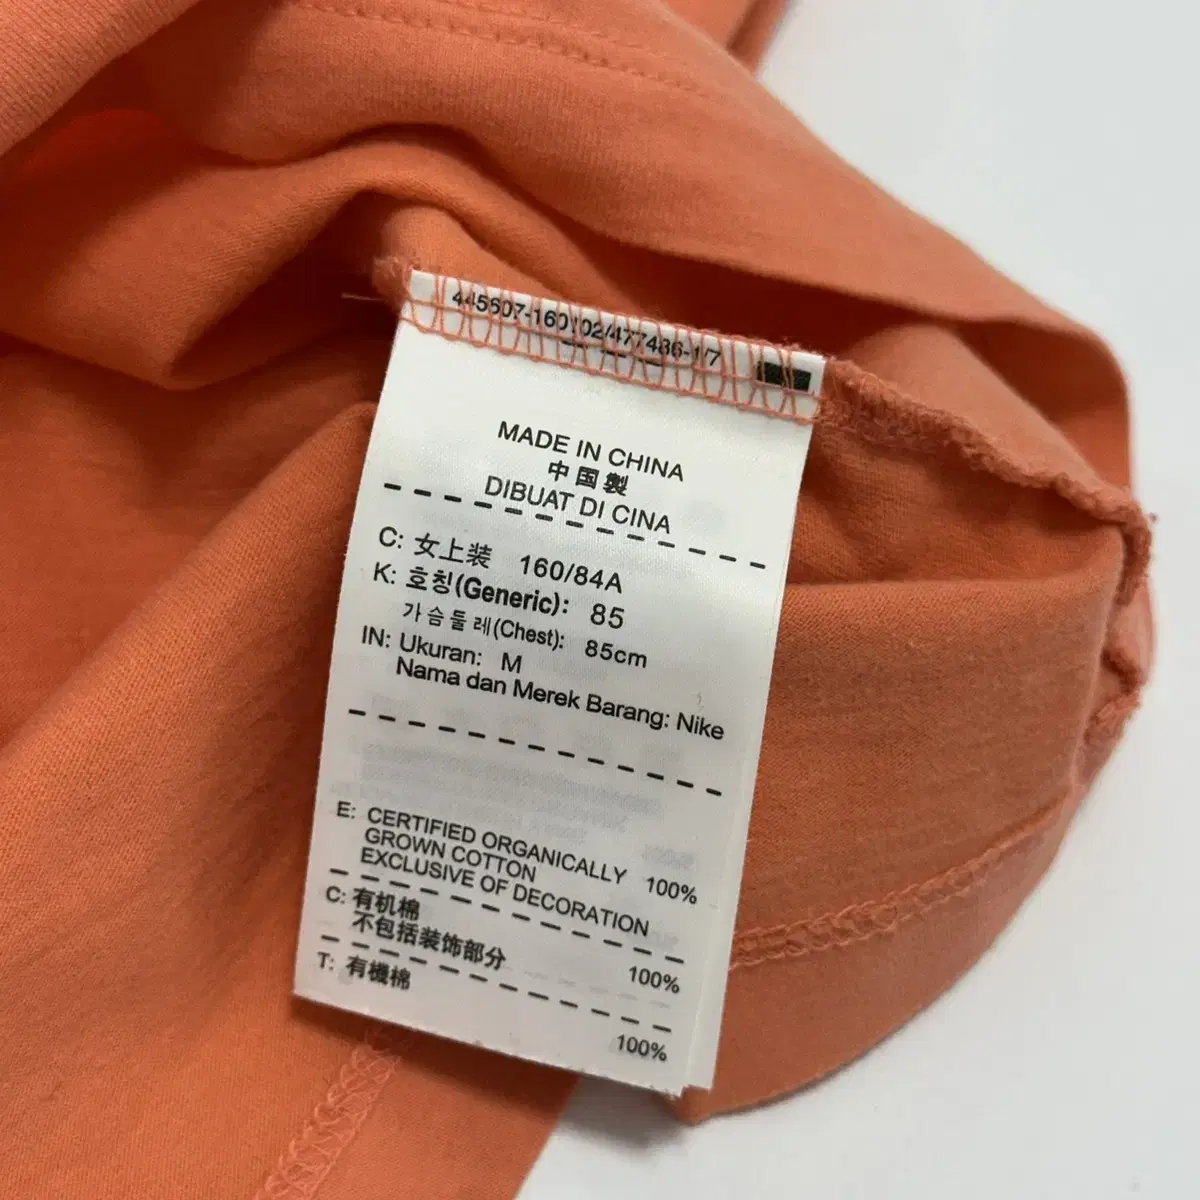 445607-160102/477486-1/7
MADE IN CHINA
中国製
DIBUAT DI CINA
C: 女上装 160/84A
K: 호칭(Generic): 85
가슴둘레(Chest): 85cm
IN: Ukuran: M
Nama dan Merek Barang: Nike
E: CERTIFIED ORGANICALLY
GROWN COTTON 100%
EXCLUSIVE OF DECORATION
C: 有机棉 100%
不包括装饰部分
T: 有機棉 100%